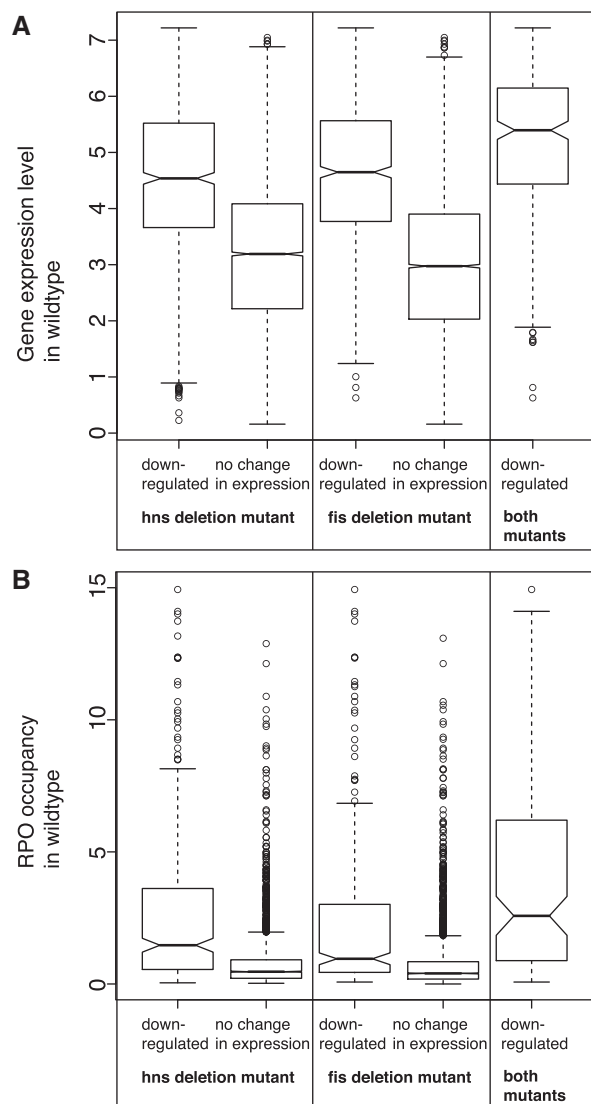 A
Gene expression level
in wildtype
7
6
5
4
3
2
1
0
down-
regulated
no change
in expression
down-
regulated
no change
in expression
down-
regulated
hns deletion mutant
fis deletion mutant
both
mutants
B
RPO occupancy
in wildtype
15
10
5
0
down-
regulated
no change
in expression
down-
regulated
no change
in expression
down-
regulated
hns deletion mutant
fis deletion mutant
both
mutants